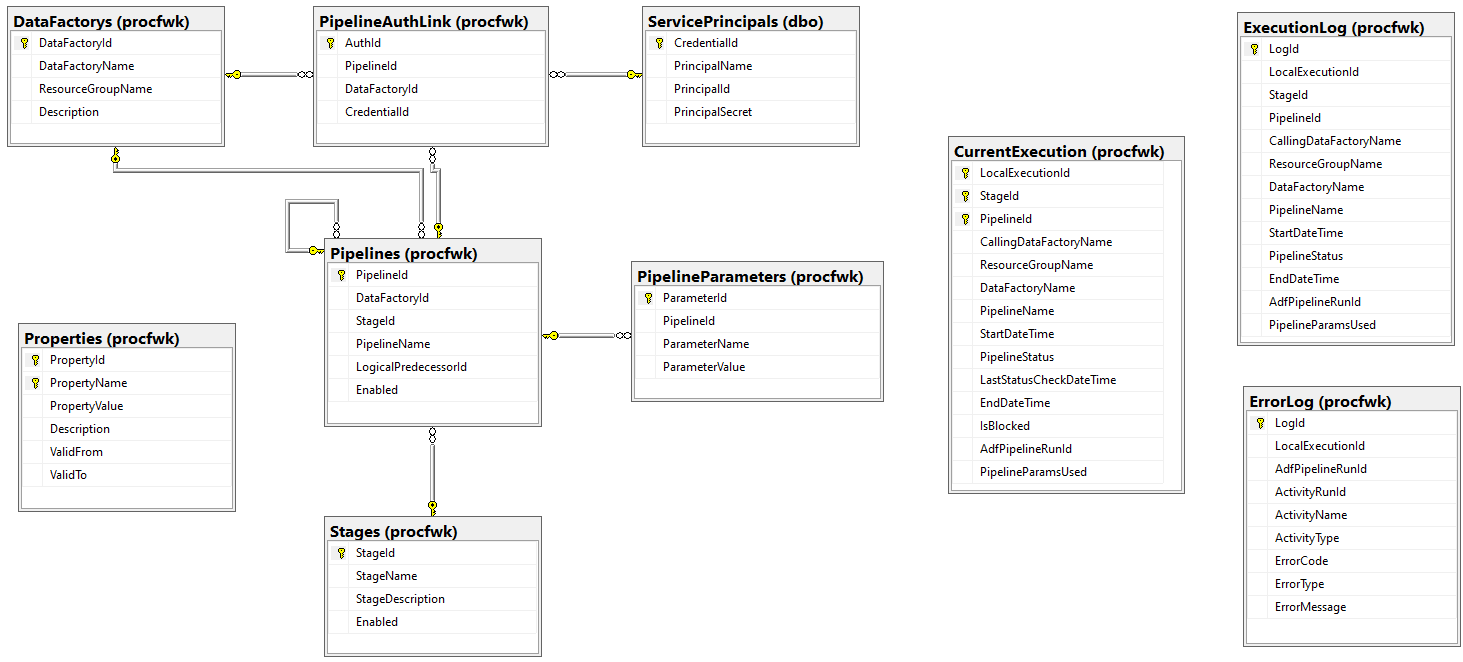 DataFactorys (procfwk)
DataFactoryId
DataFactoryName
ResourceGroupName
Description
PipelineAuthLink (procfwk)
AuthId
PipelineId
DataFactoryId
CredentialId
ServicePrincipals (dbo)
CredentialId
PrincipalName
PrincipalId
PrincipalSecret
Pipelines (procfwk)
PipelineId
DataFactoryId
StageId
PipelineName
LogicalPredecessorId
Enabled
PipelineParameters (procfwk)
ParameterId
PipelineId
ParameterName
ParameterValue
Properties (procfwk)
PropertyId
PropertyName
PropertyValue
Description
ValidFrom
ValidTo
Stages (procfwk)
StageId
StageName
StageDescription
Enabled
CurrentExecution (procfwk)
LocalExecutionId
StageId
PipelineId
CallingDataFactoryName
ResourceGroupName
DataFactoryName
PipelineName
StartDateTime
PipelineStatus
LastStatusCheckDateTime
EndDateTime
IsBlocked
AdfPipelineRunId
PipelineParamsUsed
ExecutionLog (procfwk)
LogId
LocalExecutionId
StageId
PipelineId
CallingDataFactoryName
ResourceGroupName
DataFactoryName
PipelineName
StartDateTime
PipelineStatus
EndDateTime
AdfPipelineRunId
PipelineParamsUsed
ErrorLog (procfwk)
LogId
LocalExecutionId
AdfPipelineRunId
ActivityRunId
ActivityName
ActivityType
ErrorCode
ErrorType
ErrorMessage